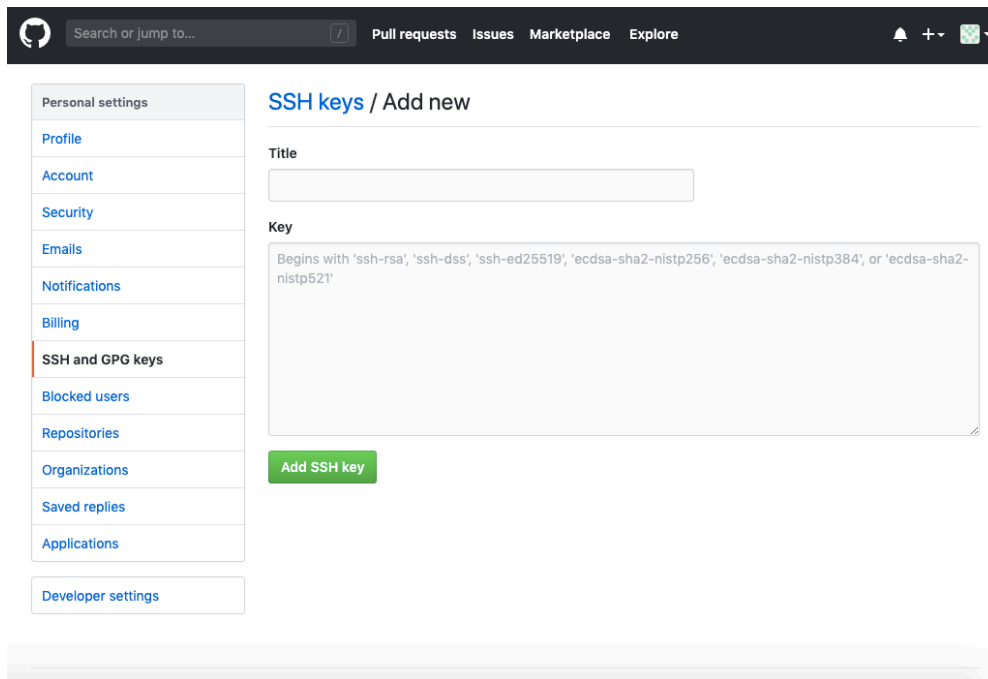 Search or jump to... /
Pull requests Issues Marketplace Explore
Personal settings
Profile
Account
Security
Emails
Notifications
Billing
SSH and GPG keys
Blocked users
Repositories
Organizations
Saved replies
Applications
Developer settings
SSH keys / Add new
Title
Key
Begins with 'ssh-rsa', 'ssh-dss', 'ssh-ed25519', 'ecdsa-sha2-nistp256', 'ecdsa-sha2-nistp384', or 'ecdsa-sha2-
nistp521'
Add SSH key